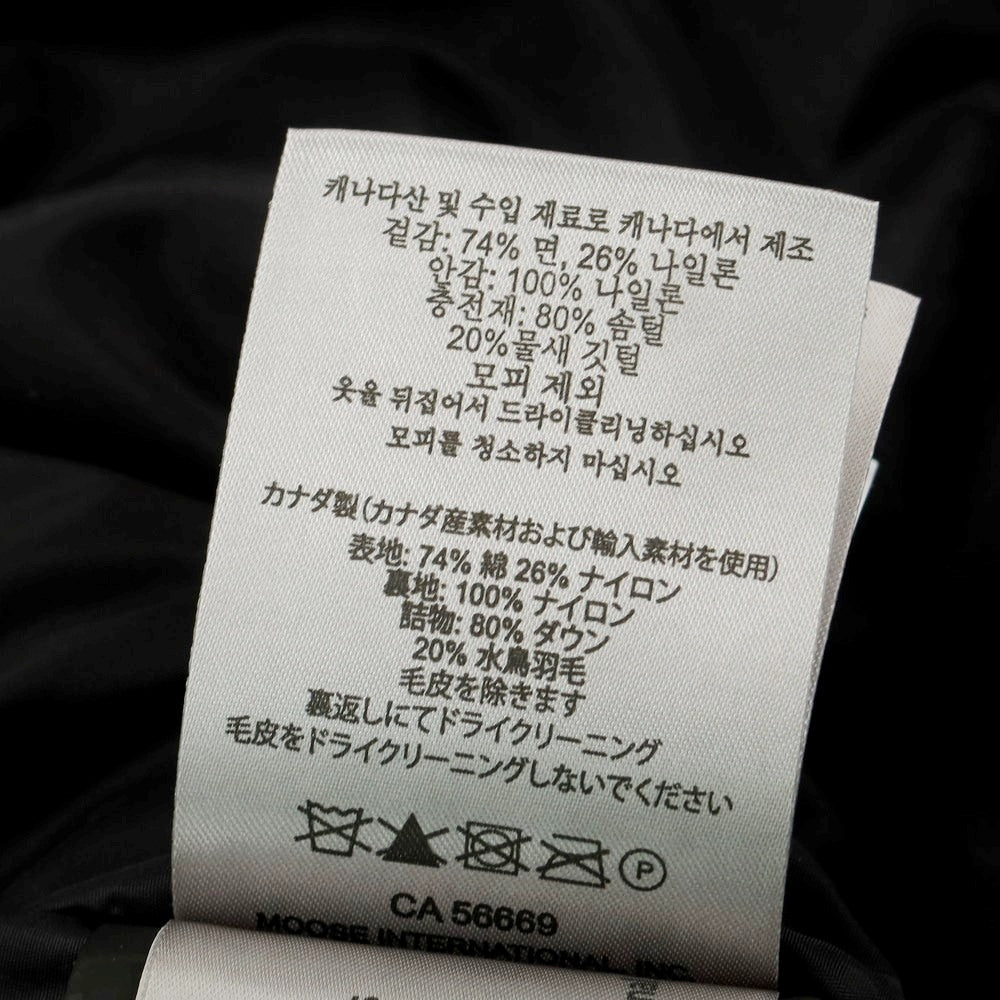 캐나다산 및 수입 재료로 캐나다에서 제조
겉감: 74% 면, 26% 나일론
안감: 100% 나일론
충전재: 80% 솜털
20%물새 깃털
모피 제외
옷율 뒤집어서 드라이클리닝하십시오
모피를 청소하지 마십시오
カナダ製(カナダ産素材および輸入素材を使用)
表地: 74% 綿 26% ナイロン
裏地: 100% ナイロン
詰物: 80% ダウン
20% 水鳥羽毛
毛皮を除きます
裏返しにてドライクリーニング
毛皮をドライクリーニングしないでください
P
CA 56669
MOOSE INTERNATIONAL INC.